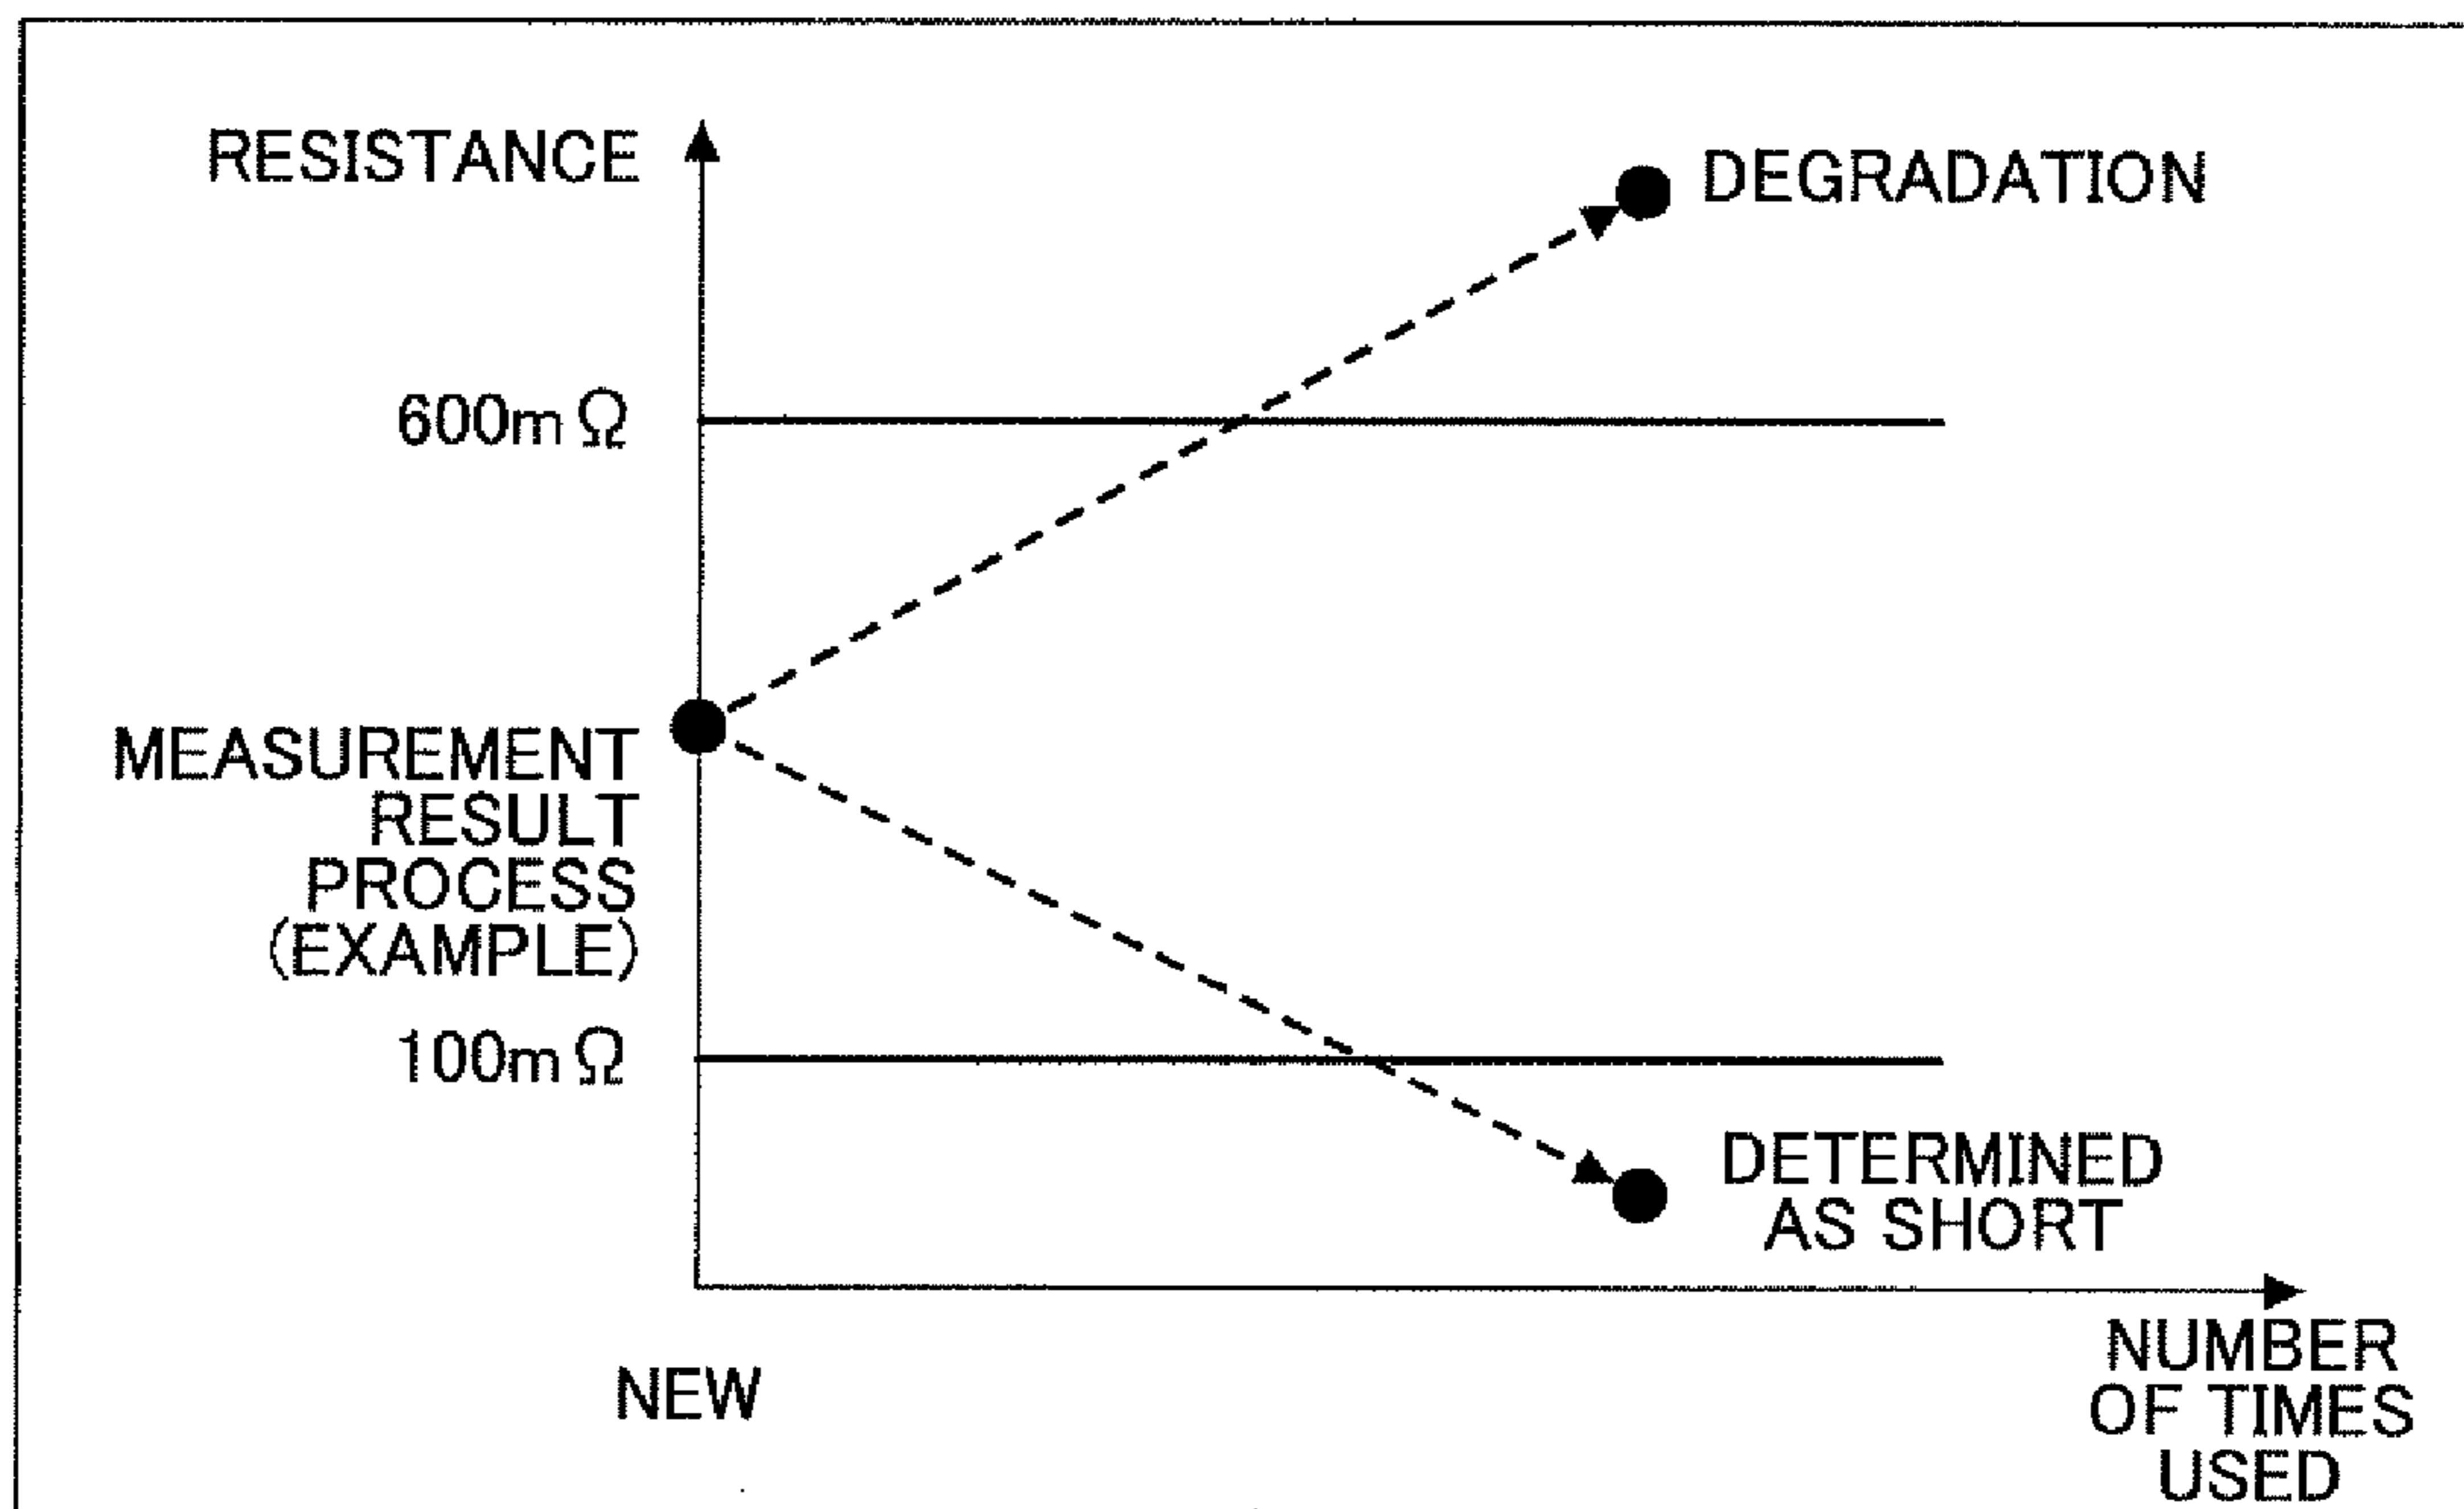 RESISTANCE
DEGRADATION
600mΩ
MEASUREMENT
RESULT
PROCESS
(EXAMPLE)
100mΩ
DETERMINED
AS SHORT
NEW
NUMBER
OF TIMES
USED